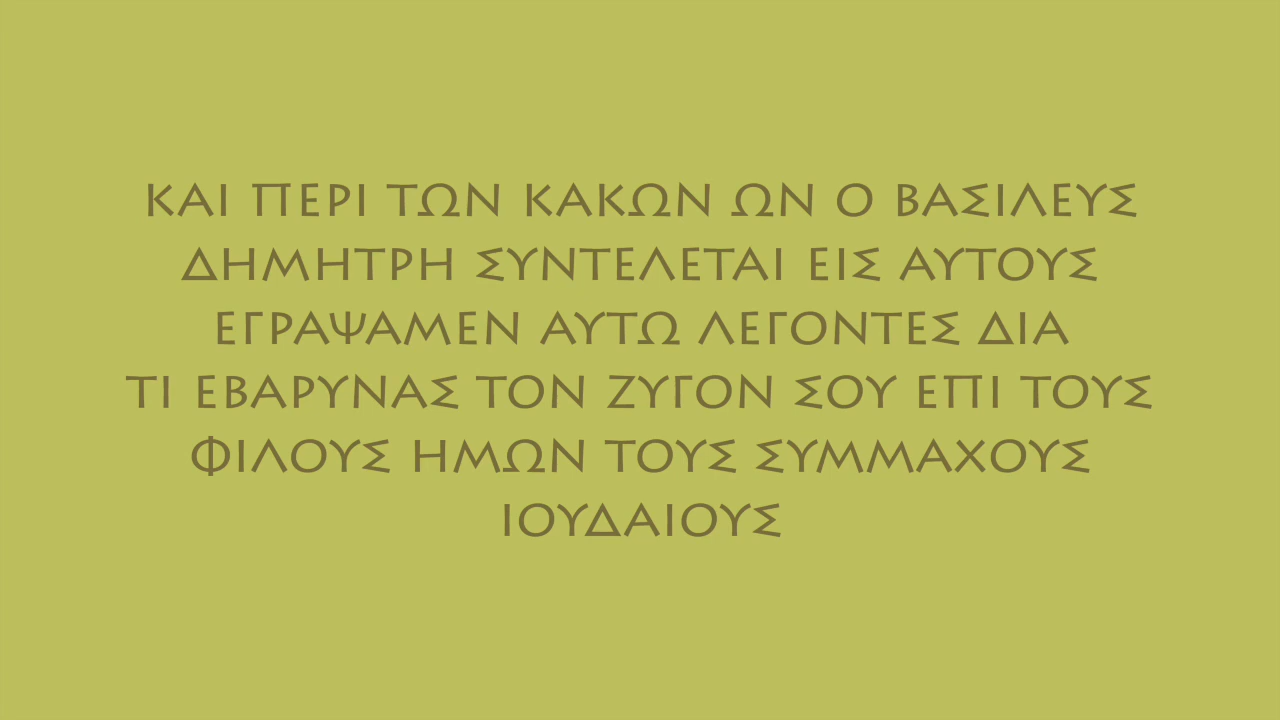 ΚΑΙ ΠΕΡΙ ΤΩΝ ΚΑΚΩΝ ΩΝ Ο ΒΑΣΙΛΕΥΣ
ΔΗΜΗΤΡΗ ΣΥΝΤΕΛΕΤΑΙ ΕΙΣ ΑΥΤΟΥΣ
ΕΓΡΑΨΑΜΕΝ ΑΥΤΩ ΛΕΓΟΝΤΕΣ ΔΙΑ
ΤΙ ΕΒΑΡΥΝΑΣ ΤΟΝ ΖΥΓΟΝ ΣΟΥ ΕΠΙ ΤΟΥΣ
ΦΙΛΟΥΣ ΗΜΩΝ ΤΟΥΣ ΣΥΜΜΑΧΟΥΣ
ΙΟΥΔΑΙΟΥΣ